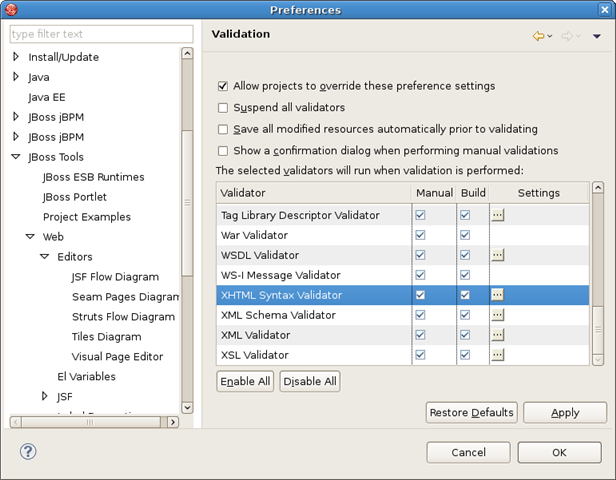 Preferences
type filter text
Install/Update
Java
Java EE
JBoss jBPM
JBoss jBPM
JBoss Tools
JBoss ESB Runtimes
JBoss Portlet
Project Examples
Web
Editors
JSF Flow Diagram
Seam Pages Diagram
Struts Flow Diagram
Tiles Diagram
Visual Page Editor
El Variables
JSF
Validation
Allow projects to override these preference settings
Suspend all validators
Save all modified resources automatically prior to validating
Show a confirmation dialog when performing manual validations
The selected validators will run when validation is performed:
Validator Manual Build Settings
Tag Library Descriptor Validator ...
War Validator
WSDL Validator ...
WS-I Message Validator
XHTML Syntax Validator ...
XML Schema Validator ...
XML Validator ...
XSL Validator ...
Enable All Disable All
Restore Defaults Apply
? Cancel OK